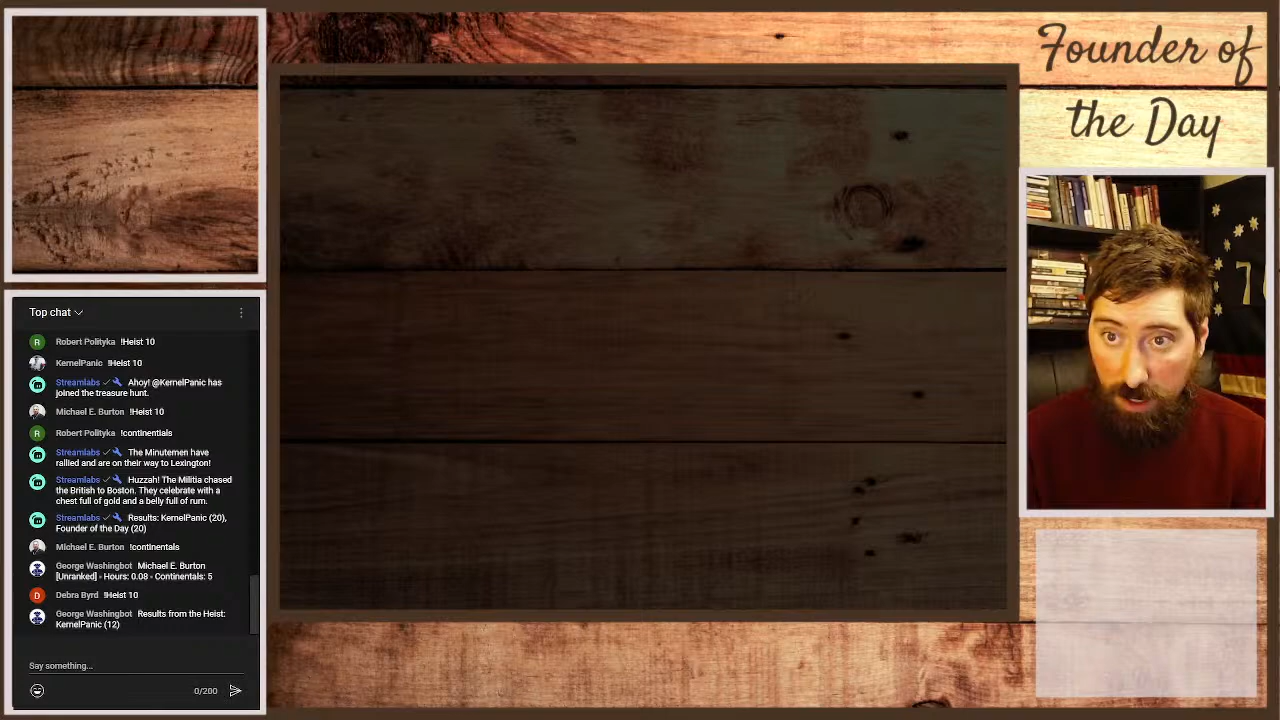 Founder of
the Day
76
Top chat
R Robert Polityka !Heist 10
KernelPanic !Heist 10
Streamlabs Ahoy! @KernelPanic has
joined the treasure hunt.
Michael E. Burton !Heist 10
R Robert Polityka !continentals
Streamlabs The Minutemen have
rallied and are on their way to Lexington!
Streamlabs Huzzah! The Militia chased
the British to Boston. They celebrate with a
chest full of gold and a belly full of rum.
Streamlabs Results: KernelPanic (20),
Founder of the Day (20)
Michael E. Burton !continentals
George Washingbot Michael E. Burton
[Unranked] - Hours: 0.08 - Continentals: 5
D Debra Byrd !Heist 10
George Washingbot Results from the Heist:
KernelPanic (12)
Say something...
0/200